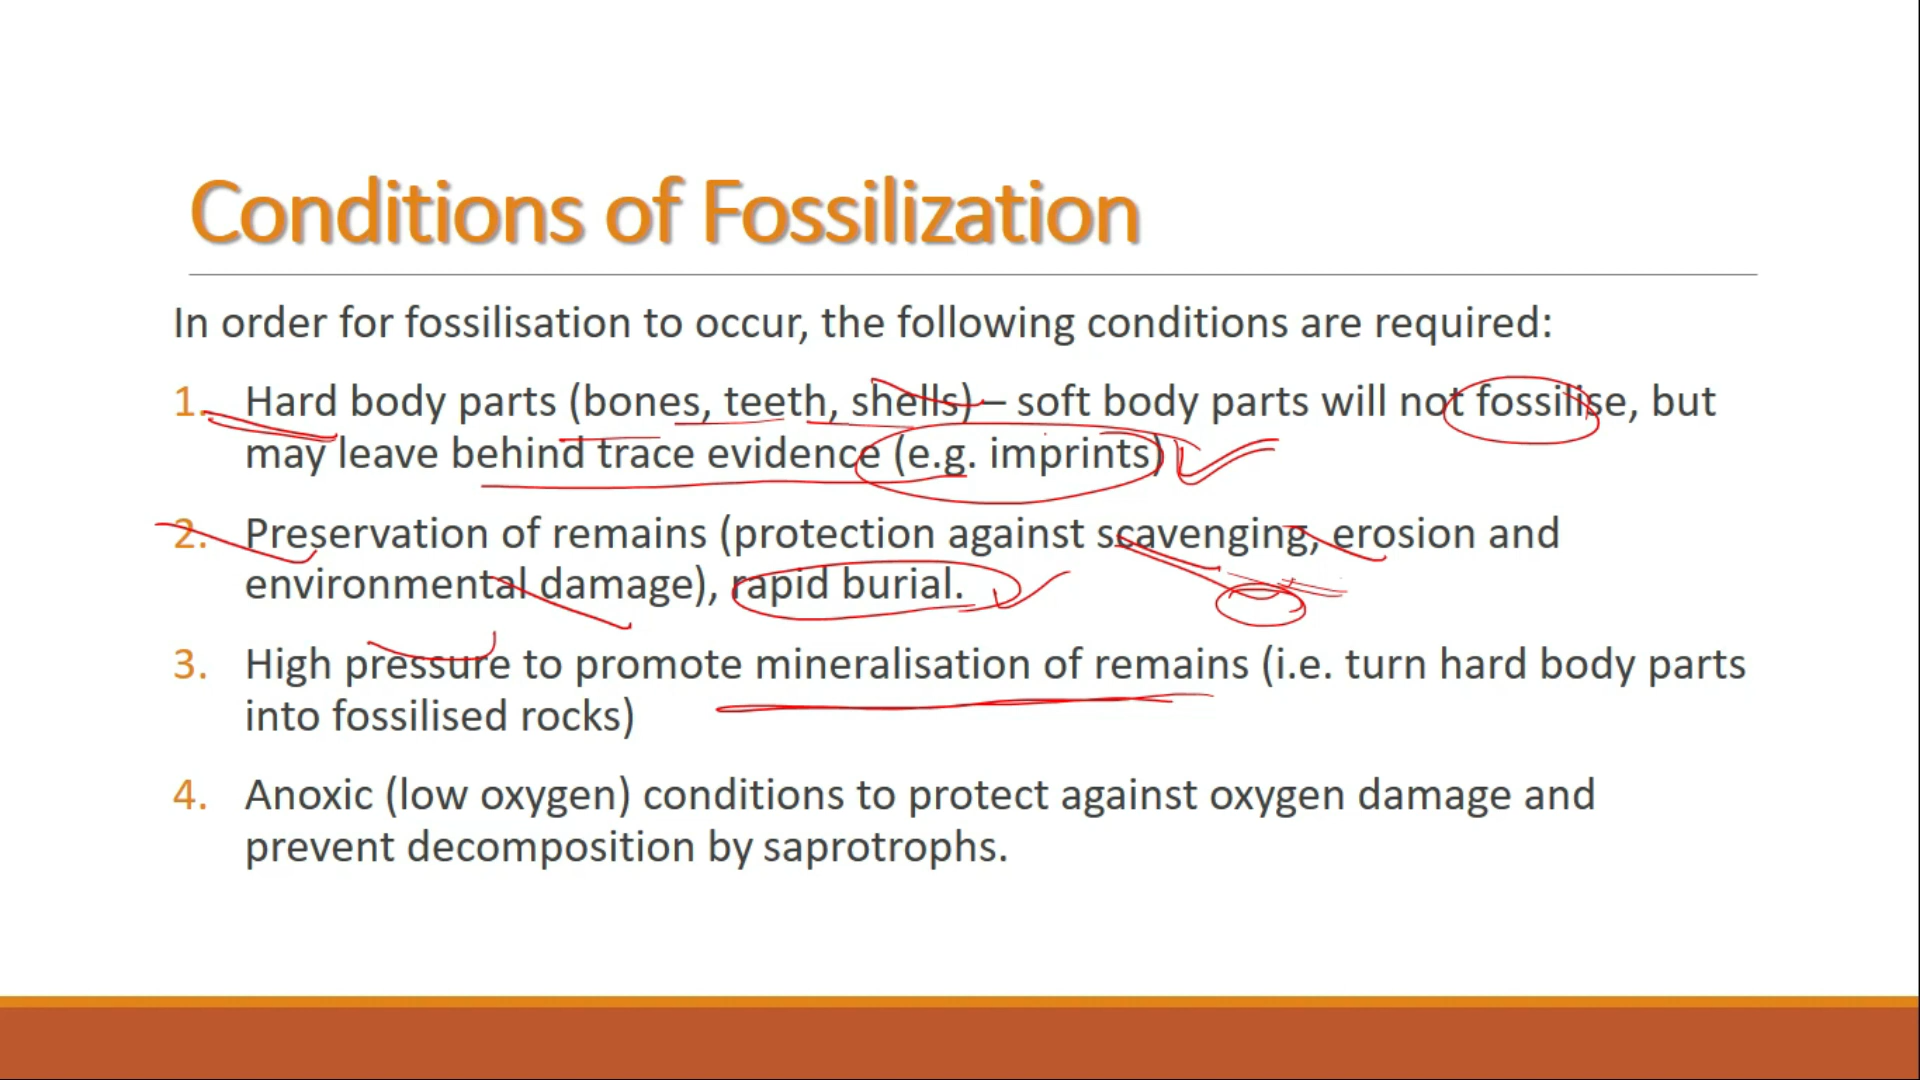 Conditions of Fossilization
In order for fossilisation to occur, the following conditions are required:
1. Hard body parts (bones, teeth, shells) – soft body parts will not fossilise, but
may leave behind trace evidence (e.g. imprints)
2. Preservation of remains (protection against scavenging, erosion and
environmental damage), rapid burial.
3. High pressure to promote mineralisation of remains (i.e. turn hard body parts
into fossilised rocks)
4. Anoxic (low oxygen) conditions to protect against oxygen damage and
prevent decomposition by saprotrophs.